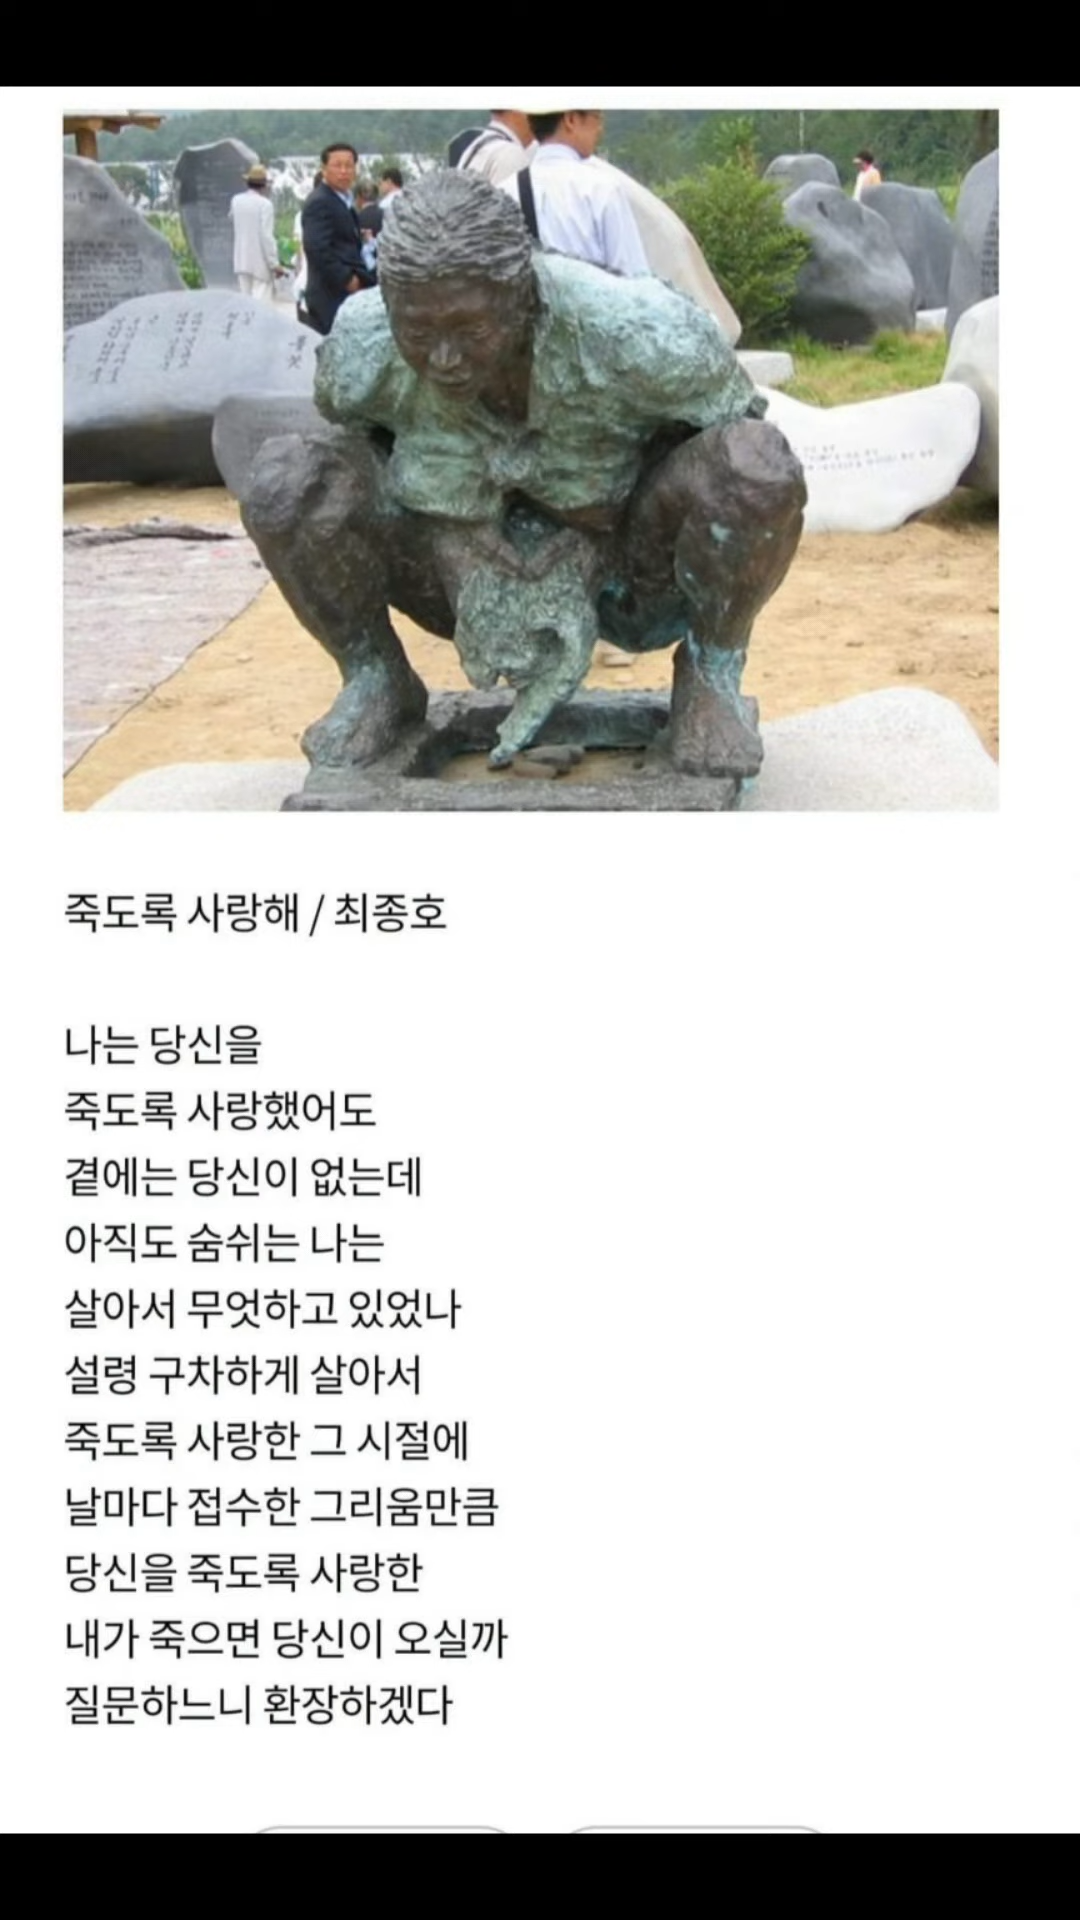 죽도록 사랑해 / 최종호
나는 당신을
죽도록 사랑했어도
곁에는 당신이 없는데
아직도 숨쉬는 나는
살아서 무엇하고 있었나
설령 구차하게 살아서
죽도록 사랑한 그 시절에
날마다 접수한 그리움만큼
당신을 죽도록 사랑한
내가 죽으면 당신이 오실까
질문하느니 환장하겠다